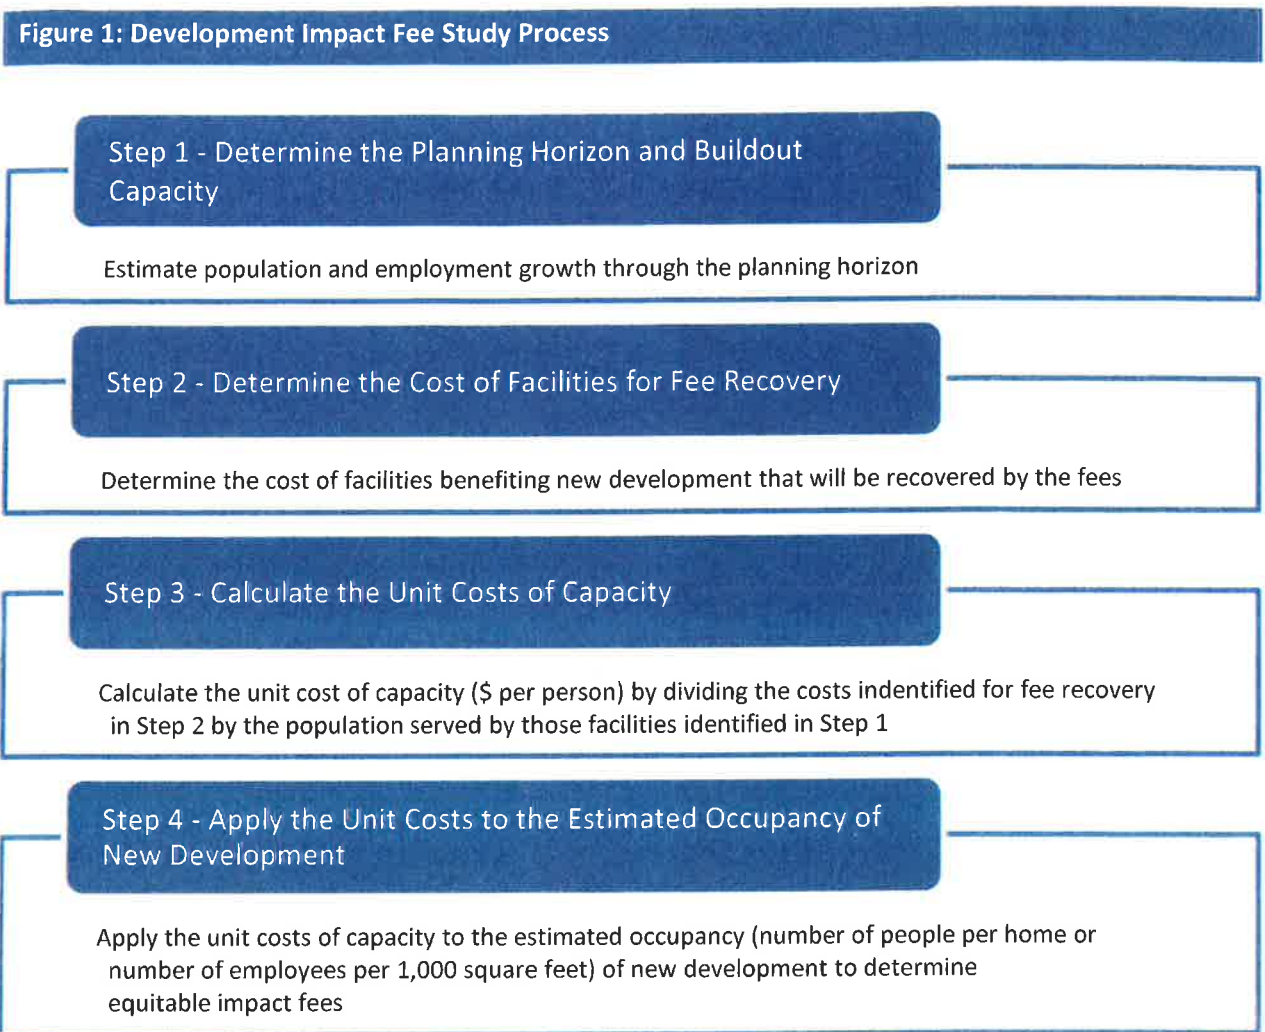 Figure 1: Development Impact Fee Study Process
Step 1 - Determine the Planning Horizon and Buildout
Capacity
Estimate population and employment growth through the planning horizon
Step 2 - Determine the Cost of Facilities for Fee Recovery
Determine the cost of facilities benefiting new development that will be recovered by the fees
Step 3 - Calculate the Unit Costs of Capacity
Calculate the unit cost of capacity ($ per person) by dividing the costs indentified for fee recovery
in Step 2 by the population served by those facilities identified in Step 1
Step 4 - Apply the Unit Costs to the Estimated Occupancy of
New Development
Apply the unit costs of capacity to the estimated occupancy (number of people per home or
number of employees per 1,000 square feet) of new development to determine
equitable impact fees